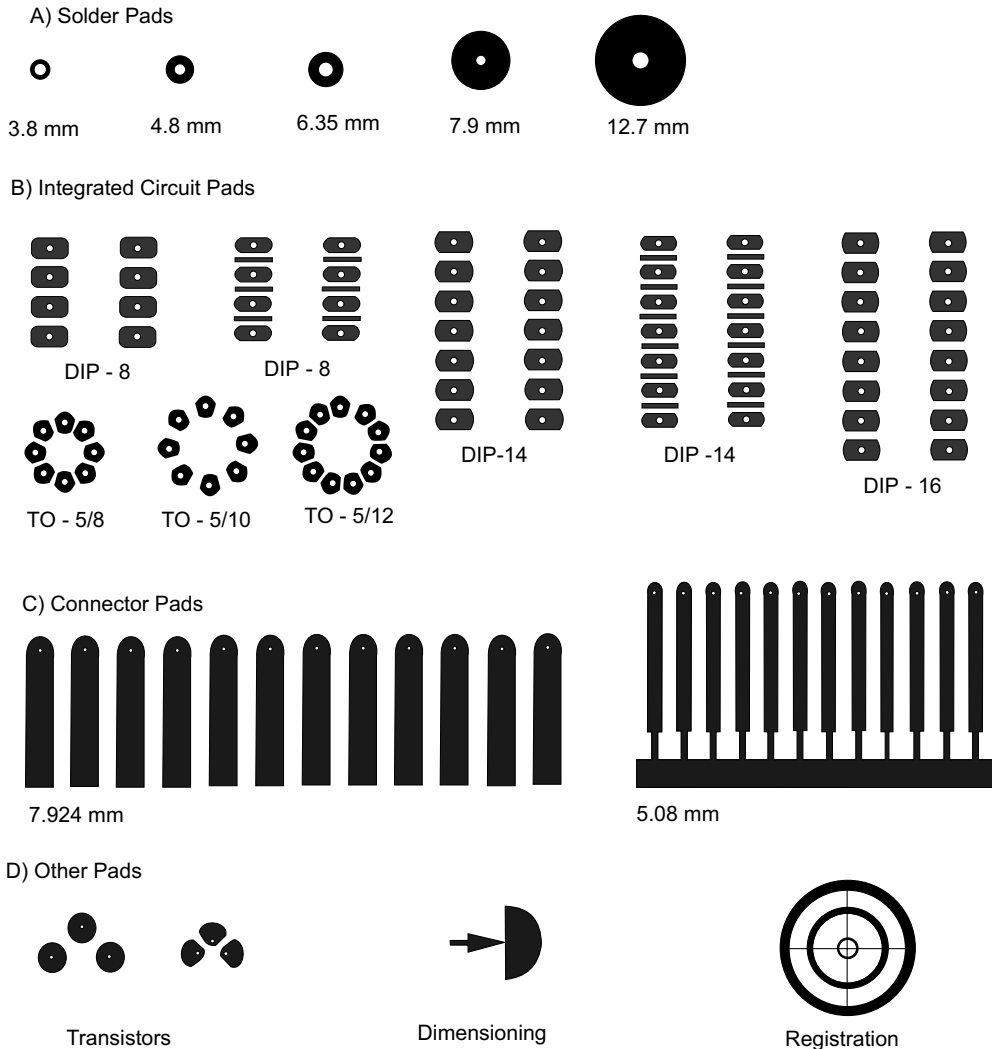 A) Solder Pads
3.8 mm
4.8 mm
6.35 mm
7.9 mm
12.7 mm
B) Integrated Circuit Pads
DIP - 8
DIP - 8
DIP-14
DIP -14
DIP - 16
TO - 5/8
TO - 5/10
TO - 5/12
C) Connector Pads
7.924 mm
5.08 mm
D) Other Pads
Transistors
Dimensioning
Registration